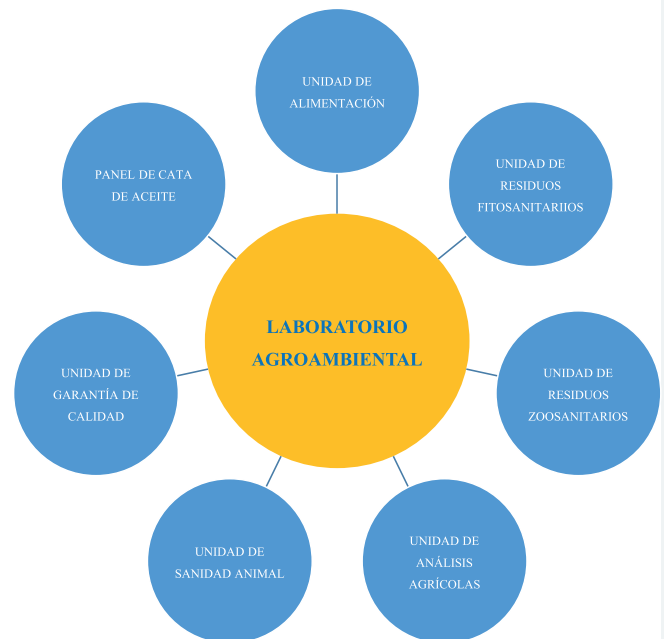 UNIDAD DE
ALIMENTACIÓN
PANEL DE CATA
DE ACEITE
UNIDAD DE
RESIDUOS
FITOSANITARIIOS
LABORATORIO
AGROAMBIENTAL
UNIDAD DE
GARANTÍA DE
CALIDAD
UNIDAD DE
RESIDUOS
ZOOSANITARIOS
UNIDAD DE
SANIDAD ANIMAL
UNIDAD DE
ANÁLISIS
AGRÍCOLAS